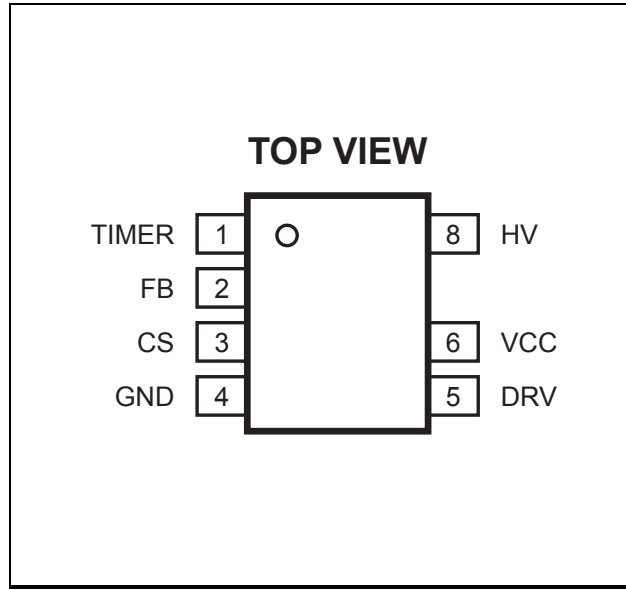 TOP VIEW
TIMER 1 8 HV
FB 2
CS 3 6 VCC
GND 4 5 DRV